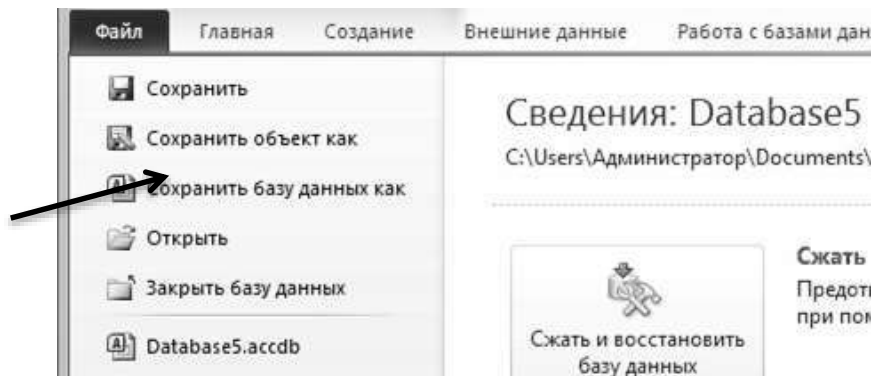 Файл Главная Создание Внешние данные Работа с базами дан
Сохранить
Сохранить объект как
Сохранить базу данных как
Открыть
Закрыть базу данных
Database5.accdb
Сведения: Database5
C:\Users\Администратор\Documents\
Сжать и восстановить
базу данных
Сжать
Предот
при пом